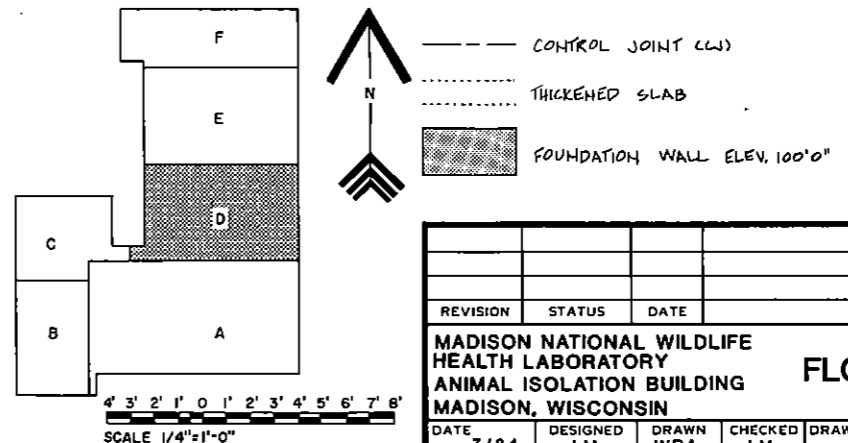 F
E
D
C
B
A
N
CONTROL JOINT (CJ)
THICKENED SLAB
FOUNDATION WALL ELEV. 100'0"
4' 3' 2' 1' 0 1' 2' 3' 4' 5' 6' 7' 8'
SCALE 1/4"=1'-0"
REVISION STATUS DATE
MADISON NATIONAL WILDLIFE
HEALTH LABORATORY
ANIMAL ISOLATION BUILDING
MADISON, WISCONSIN
DATE DESIGNED DRAWN CHECKED